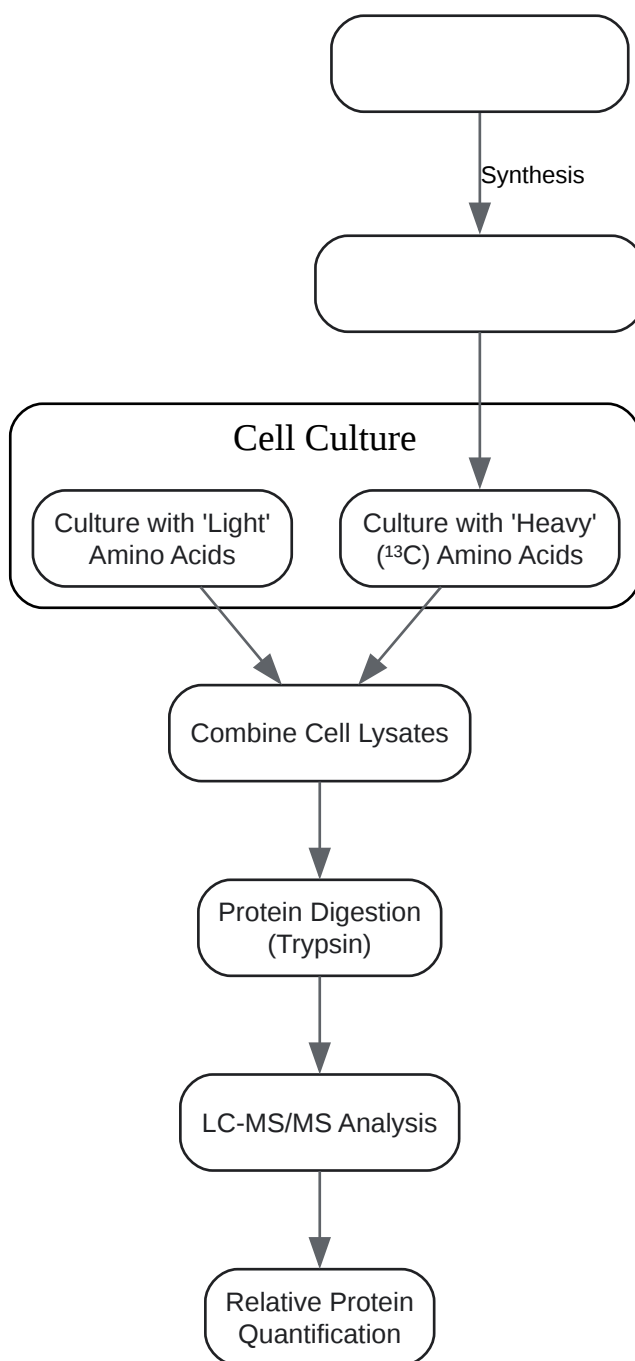 Synthesis
Cell Culture
Culture with 'Light'
Amino Acids
Culture with 'Heavy'
(¹³C) Amino Acids
Combine Cell Lysates
Protein Digestion
(Trypsin)
LC-MS/MS Analysis
Relative Protein
Quantification